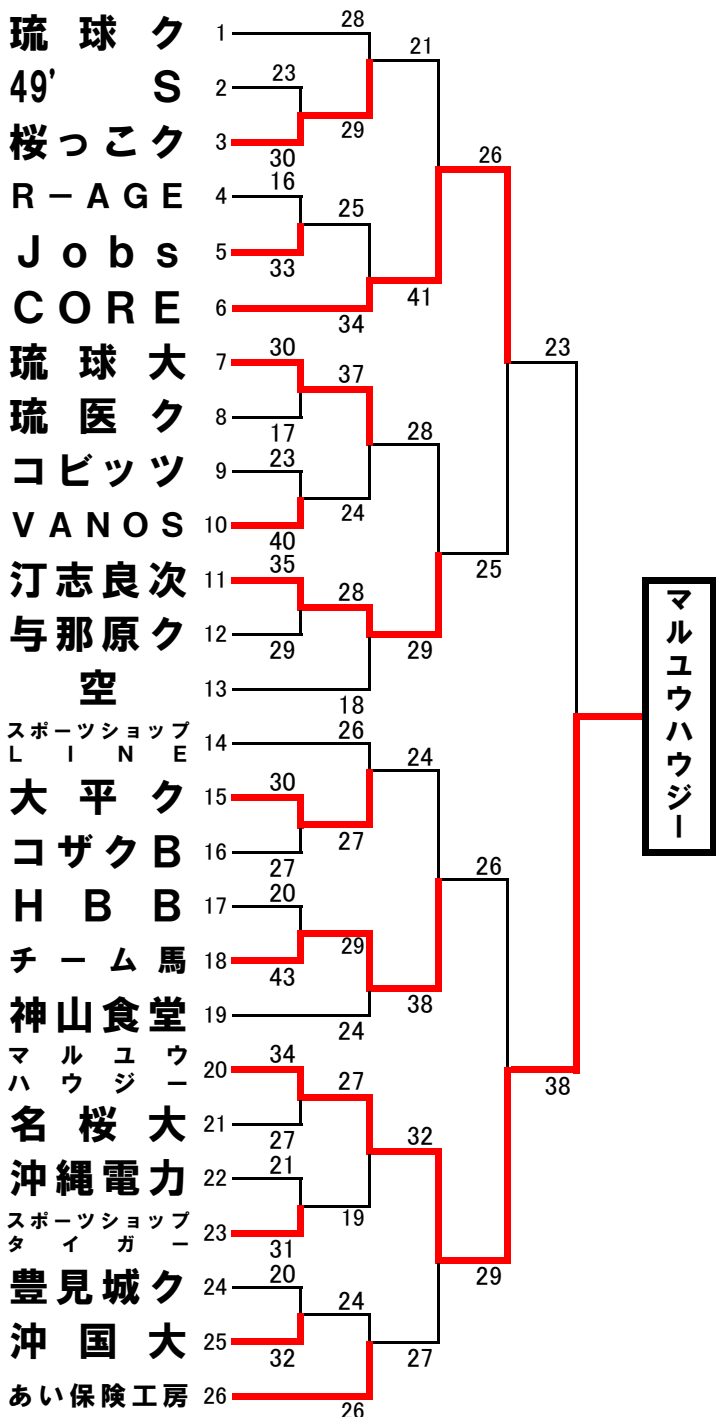 琉球ク 1
28
21
49' S 2
23
桜っこク 3
30
29
26
R－AGE 4
16
25
Jobs 5
33
CORE 6
34
41
23
琉球大 7
30
37
琉医ク 8
17
28
コビッツ 9
23
24
VANOS 10
40
25
汀志良次 11
35
28
与那原ク 12
29
29
空 13
18
マルユウハウジー
スポーツショップ
LINE 14
26
24
大平ク 15
30
27
コザクB 16
27
26
HBB 17
20
29
チーム馬 18
43
38
神山食堂 19
24
マルユウ
ハウジー 20
34
27
38
名桜大 21
27
32
沖縄電力 22
21
19
スポーツショップ
タイガー 23
31
29
豊見城ク 24
20
24
沖国大 25
32
27
あい保険工房 26
26